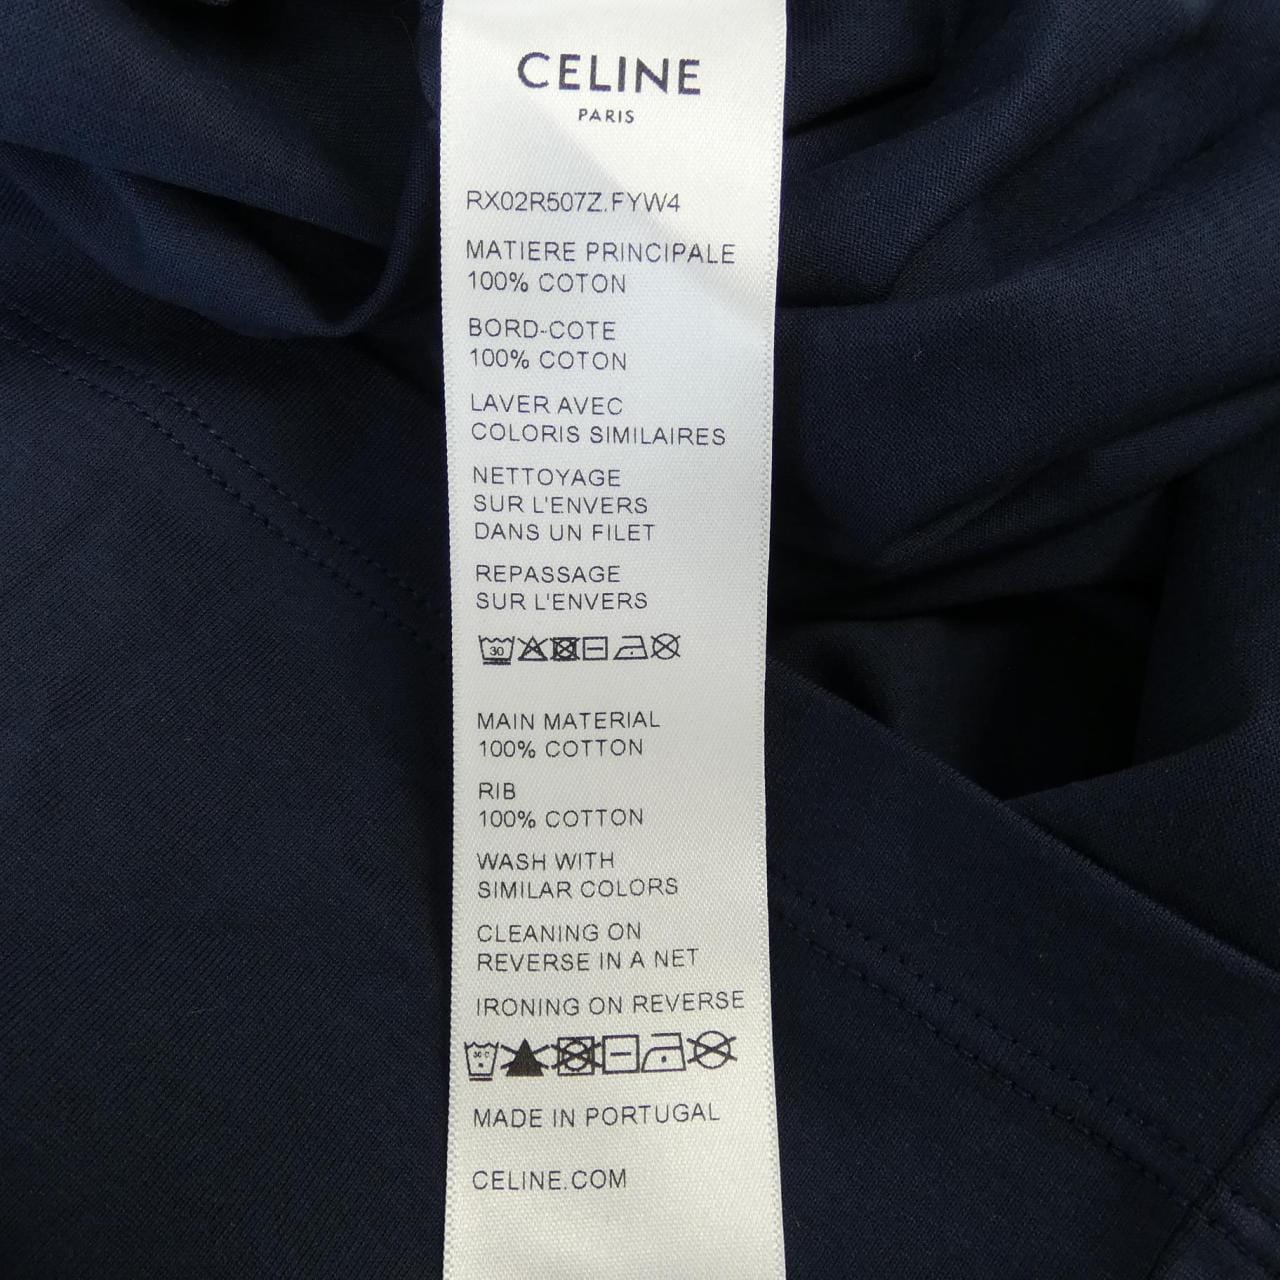 CELINE
PARIS
RX02R507Z.FYW4
MATIERE PRINCIPALE
100% COTON
BORD-COTE
100% COTON
LAVER AVEC
COLORIS SIMILAIRES
NETTOYAGE
SUR L'ENVERS
DANS UN FILET
REPASSAGE
SUR L'ENVERS
30
MAIN MATERIAL
100% COTTON
RIB
100% COTTON
WASH WITH
SIMILAR COLORS
CLEANING ON
REVERSE IN A NET
IRONING ON REVERSE
30 C
MADE IN PORTUGAL
CELINE.COM